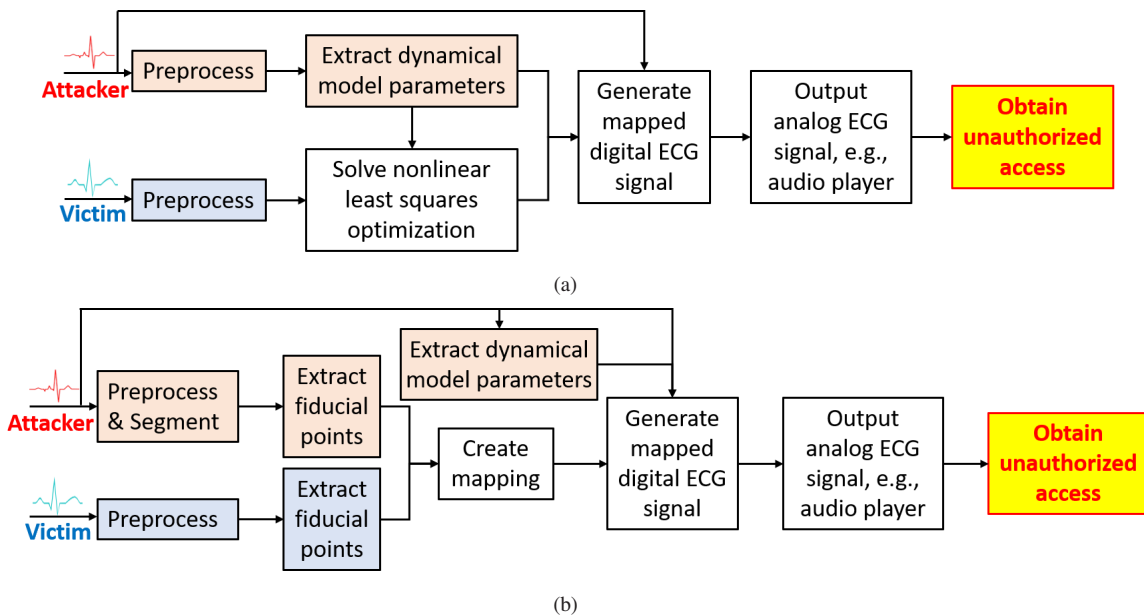 Attacker
Preprocess
Extract dynamical
model parameters
Victim
Preprocess
Solve nonlinear
least squares
optimization
Generate
mapped
digital ECG
signal
Output
analog ECG
signal, e.g.,
audio player
Obtain
unauthorized
access
(a)
Attacker
Preprocess
& Segment
Extract
fiducial
points
Extract dynamical
model parameters
Victim
Preprocess
Extract
fiducial
points
Create
mapping
Generate
mapped
digital ECG
signal
Output
analog ECG
signal, e.g.,
audio player
Obtain
unauthorized
access
(b)